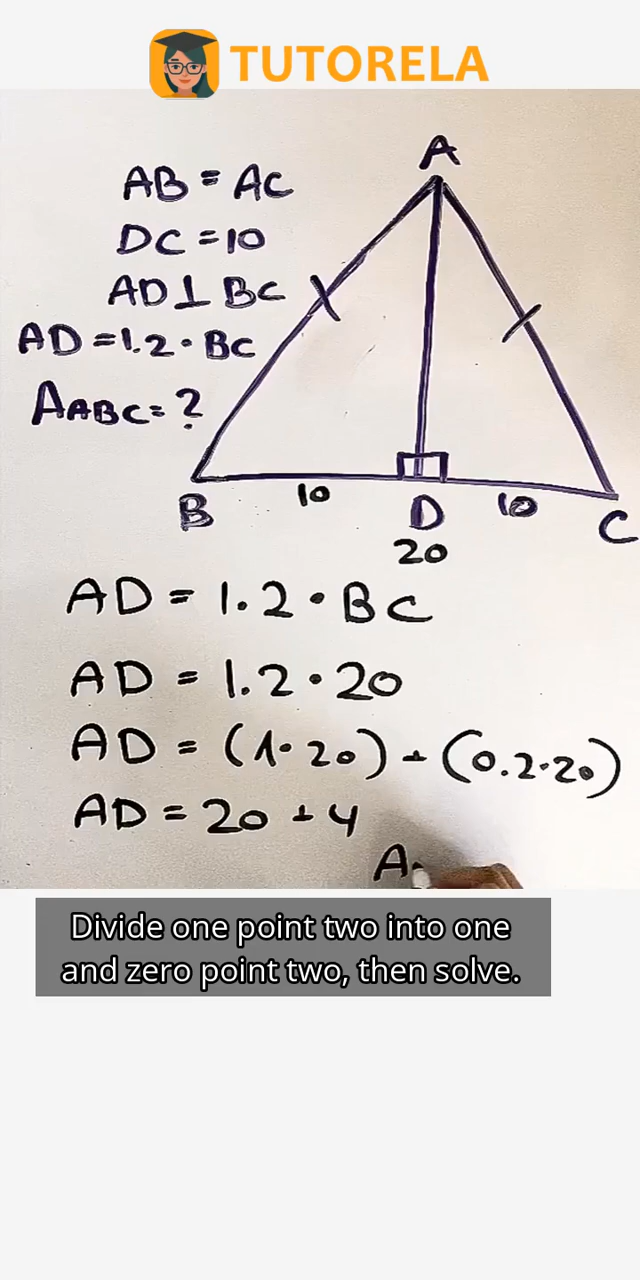 TUTORELA
A
AB = AC
DC = 10
AD ⊥ BC
AD = 1.2 · BC
AABC = ?
B
10
D
10
C
20
AD = 1.2 · BC
AD = 1.2 · 20
AD = (1 · 20) + (0.2 · 20)
AD = 20 + 4
A
Divide one point two into one
and zero point two, then solve.